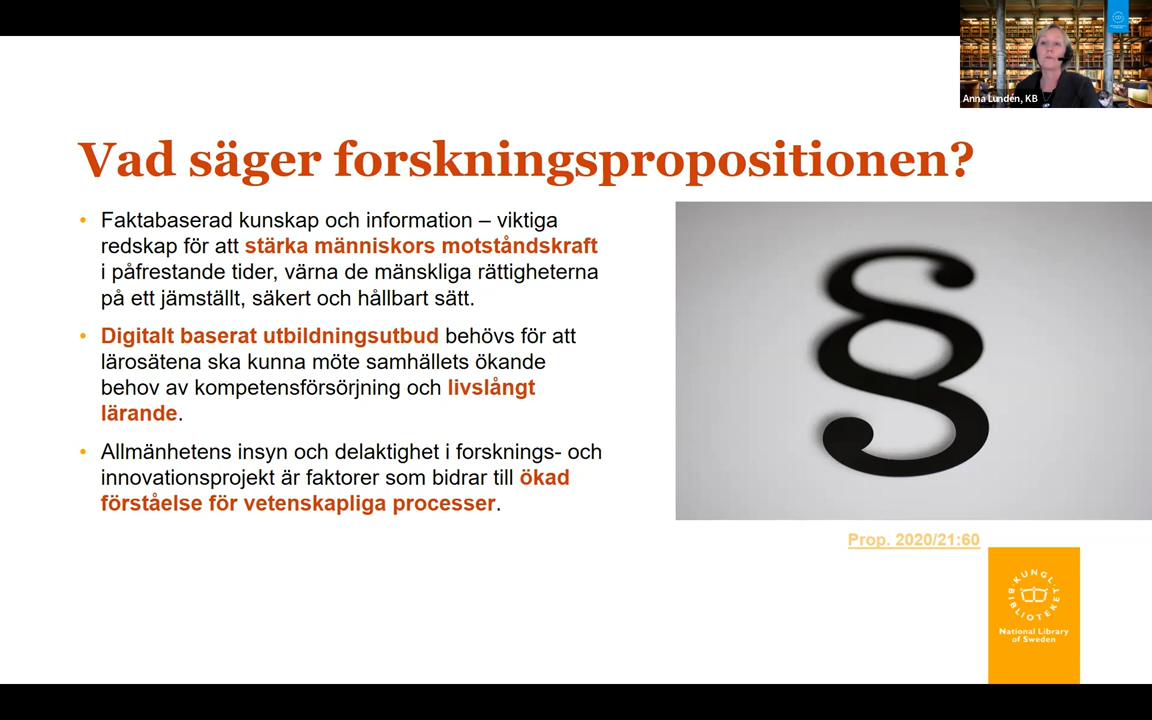 Anna Lundén, KB
Vad säger forskningspropositionen?
• Faktabaserad kunskap och information – viktiga
redskap för att stärka människors motståndskraft
i påfrestande tider, värna de mänskliga rättigheterna
på ett jämställt, säkert och hållbart sätt.
• Digitalt baserat utbildningsutbud behövs för att
lärosätena ska kunna möte samhällets ökande
behov av kompetensförsörjning och livslångt
lärande.
• Allmänhetens insyn och delaktighet i forsknings- och
innovationsprojekt är faktorer som bidrar till ökad
förståelse för vetenskapliga processer.
§
Prop. 2020/21:60
KUNGL.
BIBLIOTEKET
National Library
of Sweden